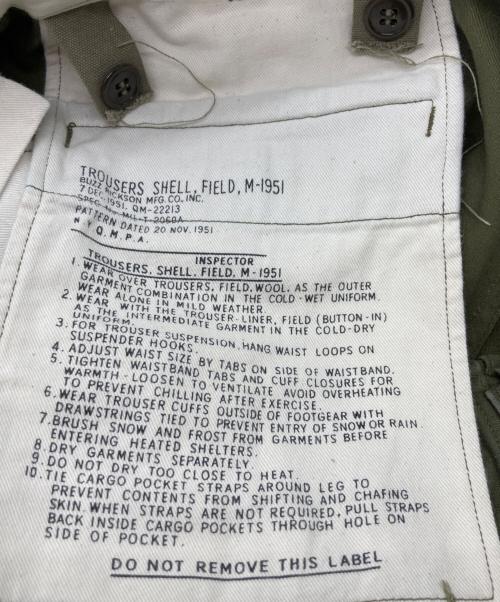 TROUSERS SHELL, FIELD, M-1951
BUZZ RICKSON MFG. CO. INC.
7 DEC 1951. QM-22213
SPEC. No. MIL-T-2060A
PATTERN DATED 20 NOV. 1951
N Y Q.M.P.A.
INSPECTOR
TROUSERS. SHELL. FIELD. M-1951
1. WEAR OVER TROUSERS, FIELD, WOOL, AS THE OUTER
GARMENT COMBINATION IN THE COLD-WET UNIFORM.
WEAR ALONE IN MILD WEATHER.
2. WEAR WITH THE TROUSER LINER, FIELD (BUTTON-IN)
AS THE INTERMEDIATE GARMENT IN THE COLD-DRY
UNIFORM.
3. FOR TROUSER SUSPENSION, HANG WAIST LOOPS ON
SUSPENDER HOOKS.
4. ADJUST WAIST SIZE BY TABS ON SIDE OF WAISTBAND.
5. TIGHTEN WAISTBAND TABS AND CUFF CLOSURES FOR
WARMTH-LOOSEN TO VENTILATE AVOID OVERHEATING
TO PREVENT CHILLING AFTER EXERCISE.
6. WEAR TROUSER CUFFS OUTSIDE OF FOOTGEAR WITH
DRAWSTRINGS TIED TO PREVENT ENTRY OF SNOW OR RAIN.
7. BRUSH SNOW AND FROST FROM GARMENTS BEFORE
ENTERING HEATED SHELTERS.
8. DRY GARMENTS SEPARATELY.
9. DO NOT DRY TOO CLOSE TO HEAT.
10. TIE CARGO POCKET STRAPS AROUND LEG TO
PREVENT CONTENTS FROM SHIFTING AND CHAFING
SKIN. WHEN STRAPS ARE NOT REQUIRED, PULL STRAPS
BACK INSIDE CARGO POCKETS THROUGH HOLE ON
SIDE OF POCKET.
DO NOT REMOVE THIS LABEL